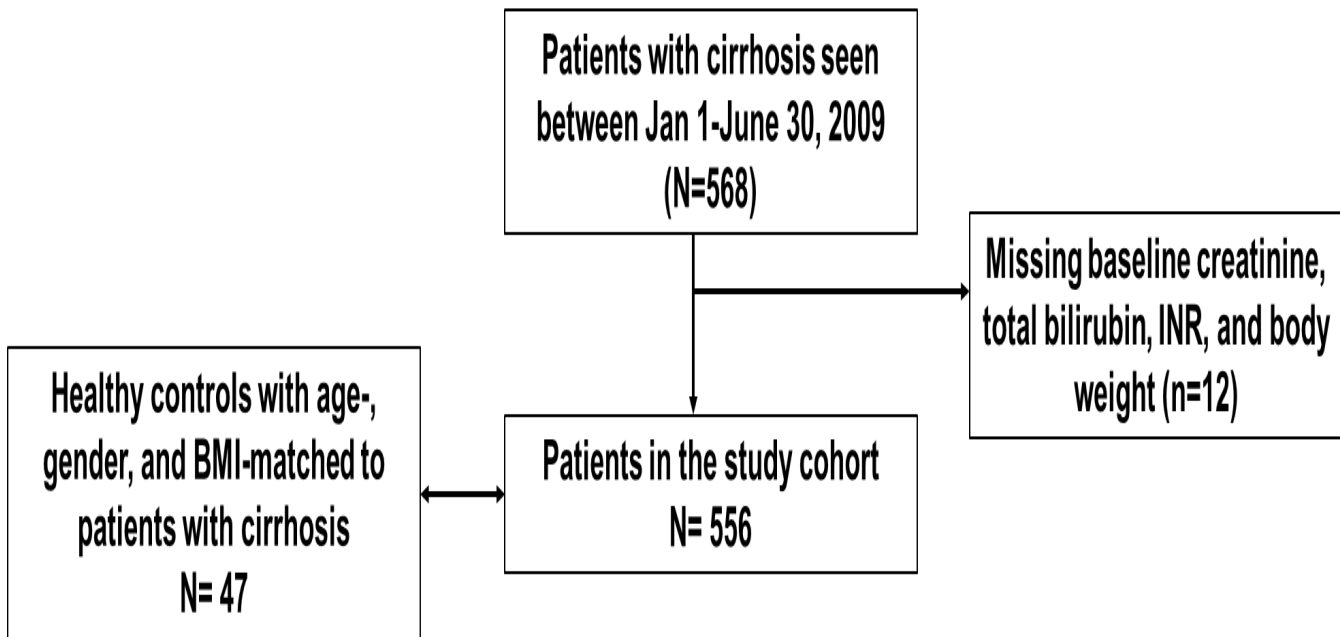 Patients with cirrhosis seen
between Jan 1-June 30, 2009
(N=568)
Missing baseline creatinine,
total bilirubin, INR, and body
weight (n=12)
Healthy controls with age-,
gender, and BMI-matched to
patients with cirrhosis
N= 47
Patients in the study cohort
N= 556